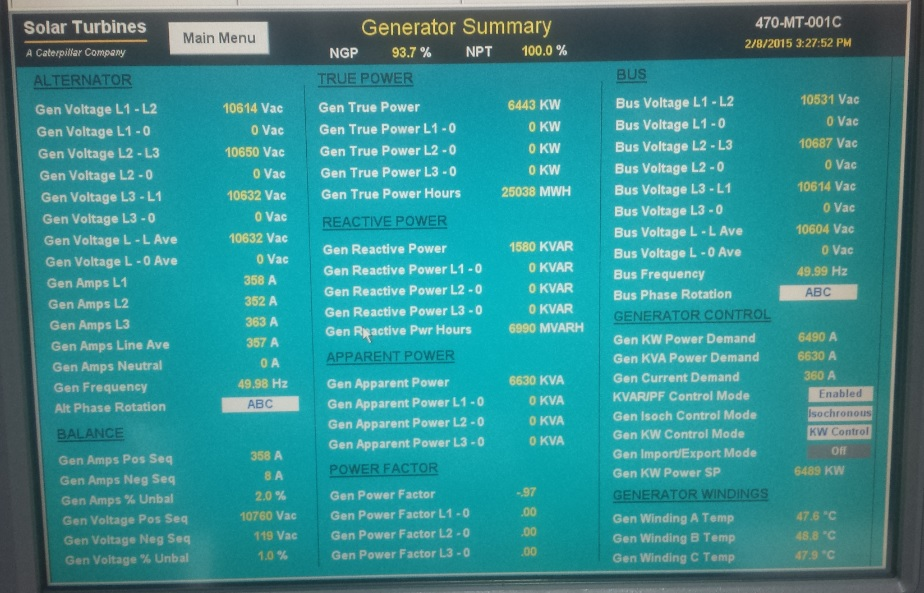 Solar Turbines
A Caterpillar Company
Main Menu
Generator Summary
NGP 93.7 % NPT 100.0 %
470-MT-001C
2/8/2015 3:27:52 PM
ALTERNATOR
Gen Voltage L1 - L2 10614 Vac
Gen Voltage L1 - 0 0 Vac
Gen Voltage L2 - L3 10650 Vac
Gen Voltage L2 - 0 0 Vac
Gen Voltage L3 - L1 10632 Vac
Gen Voltage L3 - 0 0 Vac
Gen Voltage L - L Ave 10632 Vac
Gen Voltage L - 0 Ave 0 Vac
Gen Amps L1 358 A
Gen Amps L2 352 A
Gen Amps L3 363 A
Gen Amps Line Ave 357 A
Gen Amps Neutral 0 A
Gen Frequency 49.98 Hz
Alt Phase Rotation ABC
BALANCE
Gen Amps Pos Seq 358 A
Gen Amps Neg Seq 8 A
Gen Amps % Unbal 2.0 %
Gen Voltage Pos Seq 10760 Vac
Gen Voltage Neg Seq 119 Vac
Gen Voltage % Unbal 1.0 %
TRUE POWER
Gen True Power 6443 KW
Gen True Power L1 - 0 0 KW
Gen True Power L2 - 0 0 KW
Gen True Power L3 - 0 0 KW
Gen True Power Hours 25038 MWH
REACTIVE POWER
Gen Reactive Power 1580 KVAR
Gen Reactive Power L1 - 0 0 KVAR
Gen Reactive Power L2 - 0 0 KVAR
Gen Reactive Power L3 - 0 0 KVAR
Gen Reactive Pwr Hours 6990 MVARH
APPARENT POWER
Gen Apparent Power 6630 KVA
Gen Apparent Power L1 - 0 0 KVA
Gen Apparent Power L2 - 0 0 KVA
Gen Apparent Power L3 - 0 0 KVA
POWER FACTOR
Gen Power Factor -.97
Gen Power Factor L1 - 0 .00
Gen Power Factor L2 - 0 .00
Gen Power Factor L3 - 0 .00
BUS
Bus Voltage L1 - L2 10531 Vac
Bus Voltage L1 - 0 0 Vac
Bus Voltage L2 - L3 10687 Vac
Bus Voltage L2 - 0 0 Vac
Bus Voltage L3 - L1 10614 Vac
Bus Voltage L3 - 0 0 Vac
Bus Voltage L - L Ave 10604 Vac
Bus Voltage L - 0 Ave 0 Vac
Bus Frequency 49.99 Hz
Bus Phase Rotation ABC
GENERATOR CONTROL
Gen KW Power Demand 6490 A
Gen KVA Power Demand 6630 A
Gen Current Demand 360 A
KVAR/PF Control Mode Enabled
Gen Isoch Control Mode Isochronous
Gen KW Control Mode KW Control
Gen Import/Export Mode Off
Gen KW Power SP 6489 KW
GENERATOR WINDINGS
Gen Winding A Temp 47.6 °C
Gen Winding B Temp 48.8 °C
Gen Winding C Temp 47.9 °C